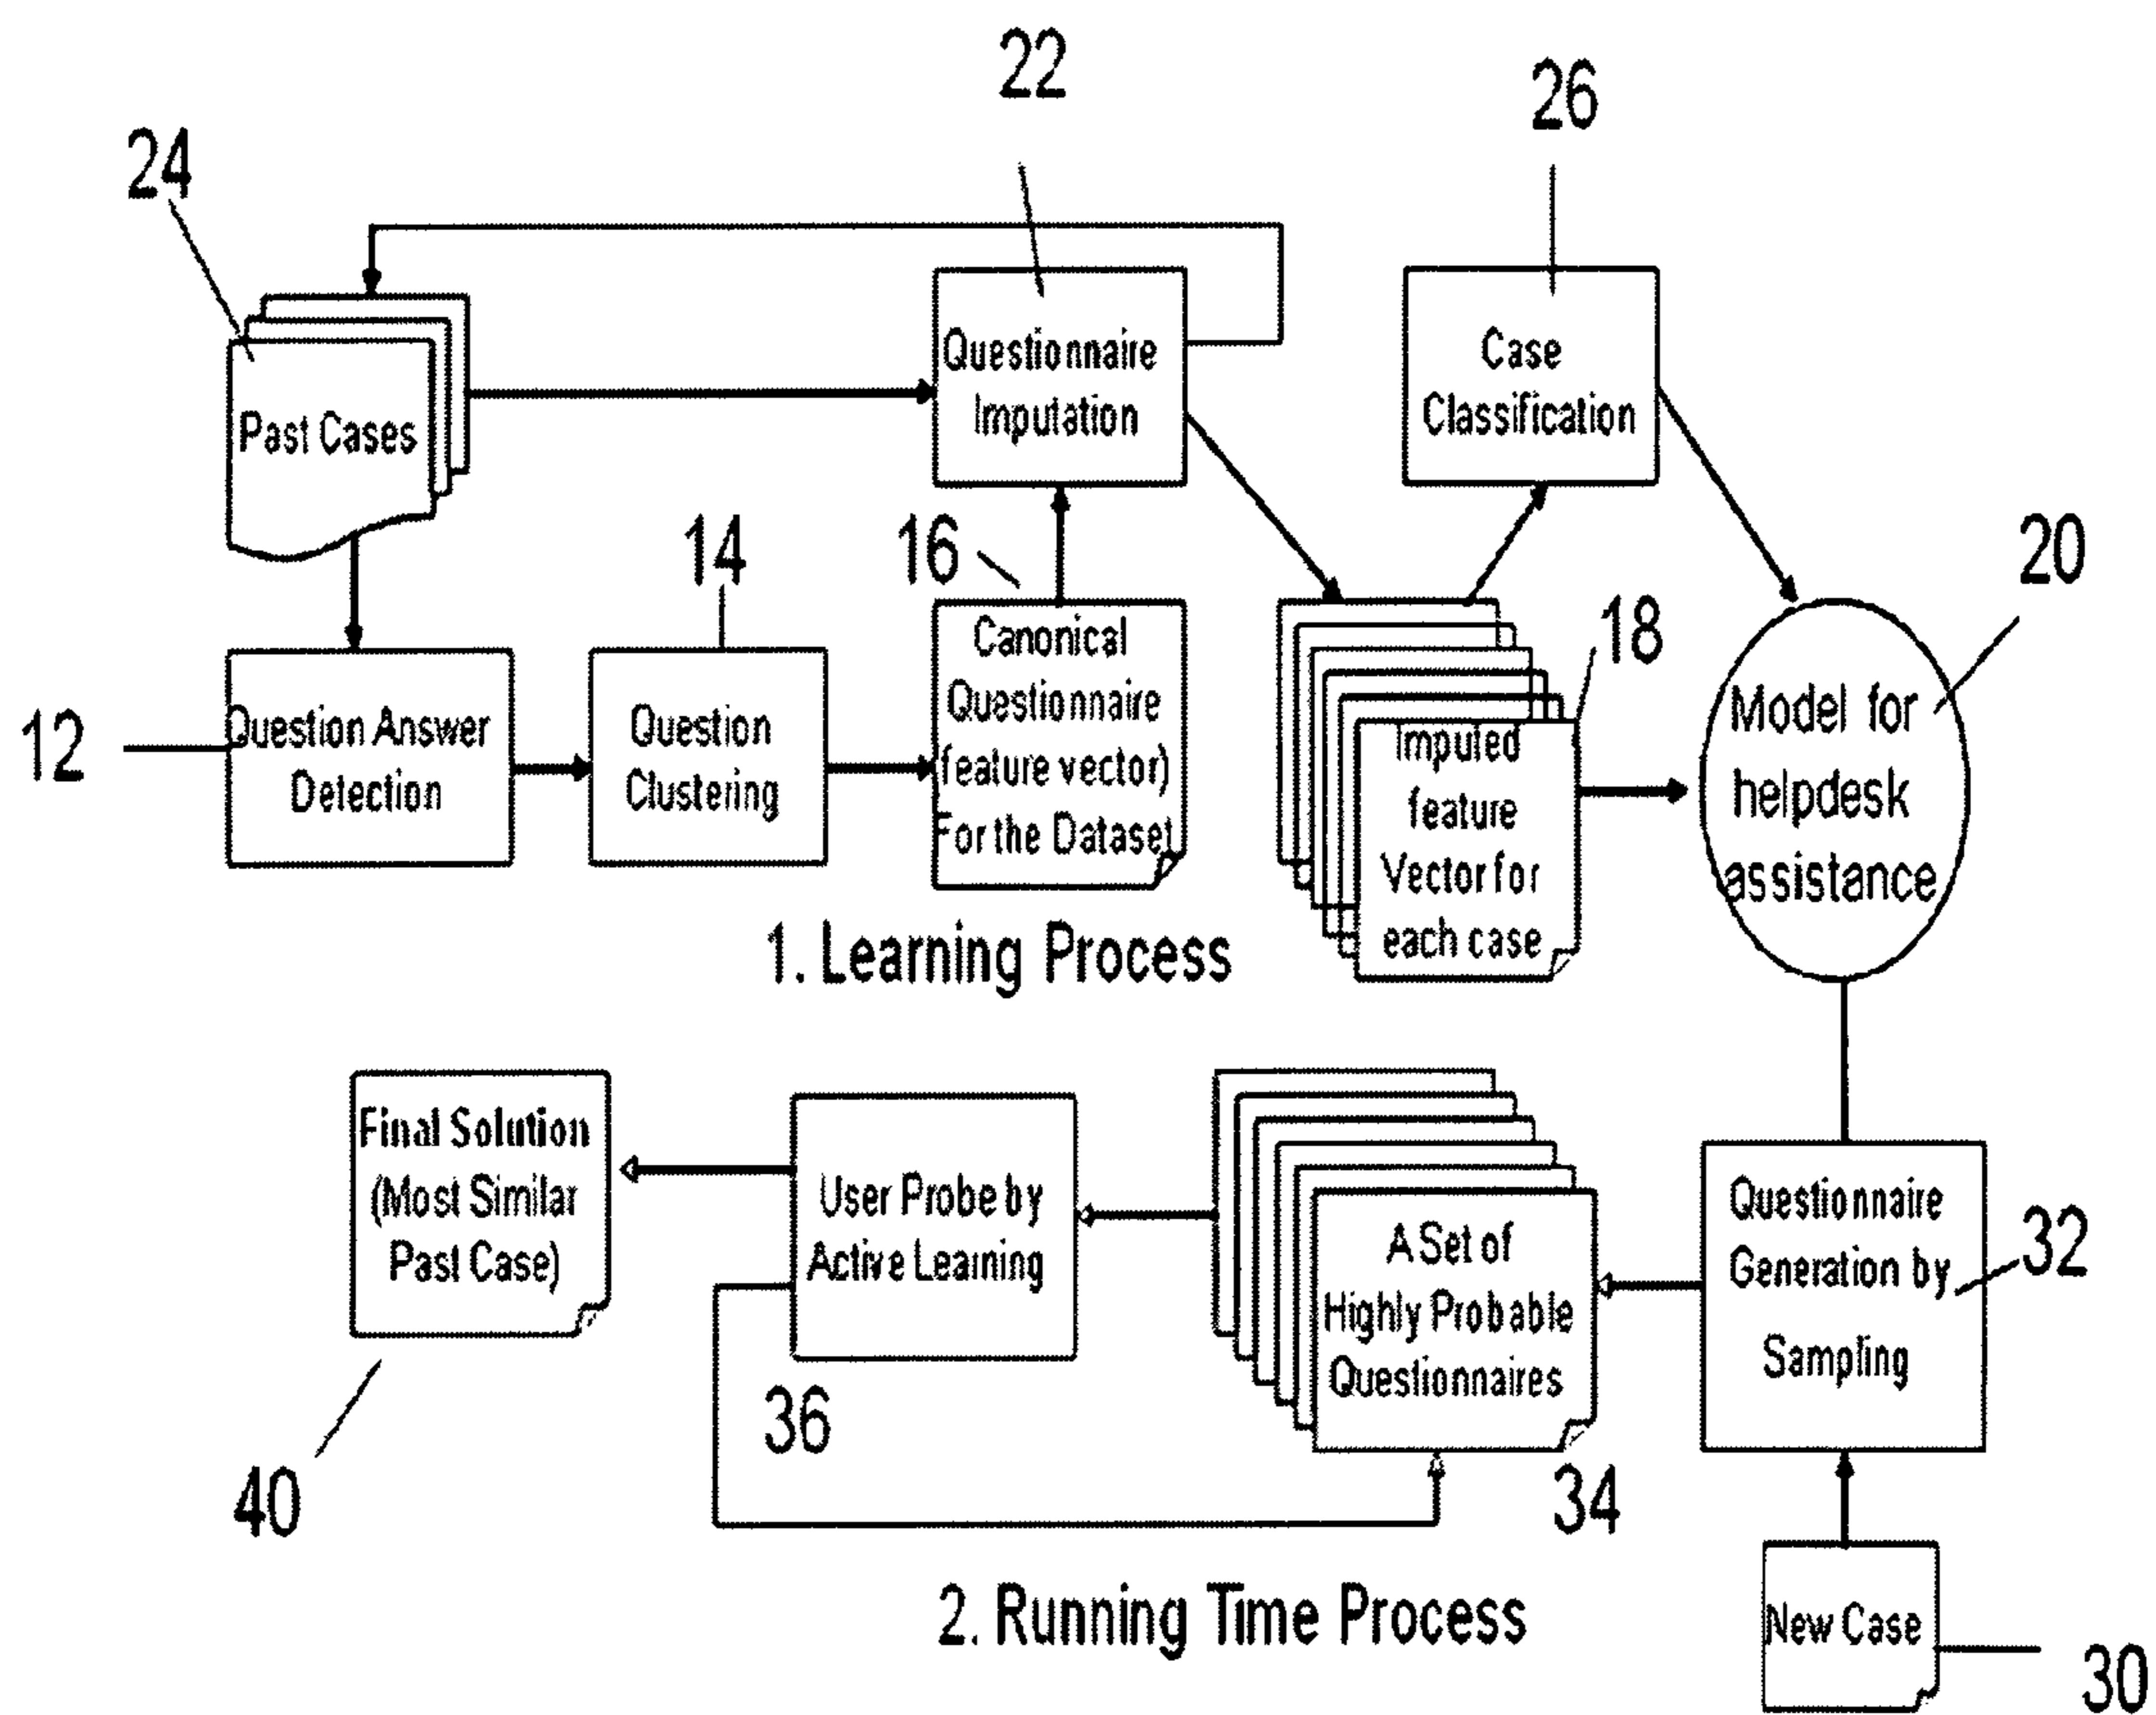 22
26
24
Questionnaire
Imputation
Case
Classification
Past Cases
14
16
20
18
Canonical
Questionnaire
(feature vector)
For the Dataset
12
Question Answer
Detection
Question
Clustering
Imputed
feature
Vector for
each case
Model for
helpdesk
assistance
1. Learning Process
Final Solution
(Most Similar
Past Case)
User Probe by
Active Learning
A Set of
Highly Probable
Questionnaires
Questionnaire
Generation by
Sampling
32
36
40
34
2. Running Time Process
New Case
30